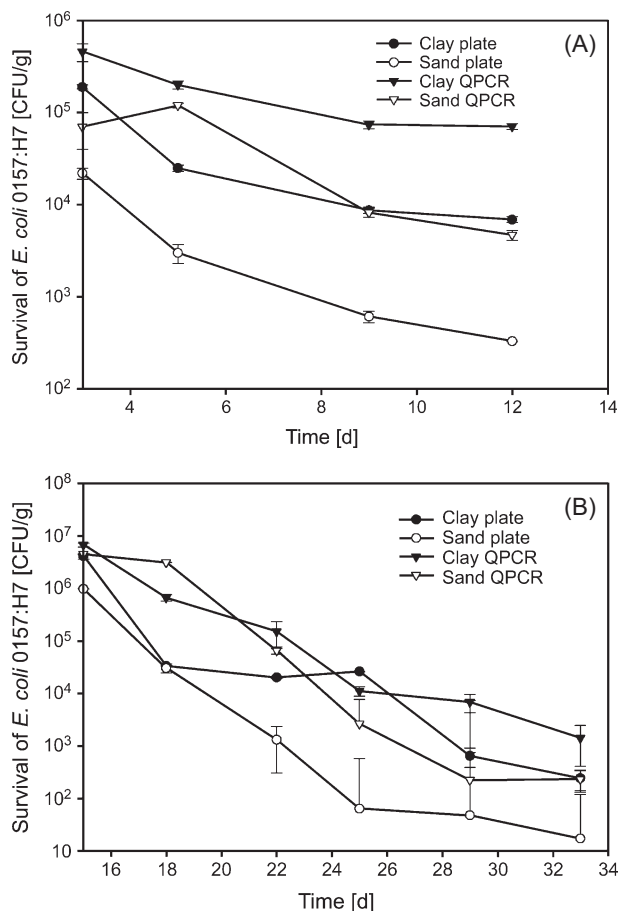 (A)
Clay plate
Sand plate
Clay QPCR
Sand QPCR
10⁶
10⁵
10⁴
10³
10²
Survival of E. coli 0157:H7 [CFU/g]
4 6 8 10 12 14
Time [d]
(B)
Clay plate
Sand plate
Clay QPCR
Sand QPCR
10⁸
10⁷
10⁶
10⁵
10⁴
10³
10²
10
Survival of E. coli 0157:H7 [CFU/g]
16 18 20 22 24 26 28 30 32 34
Time [d]